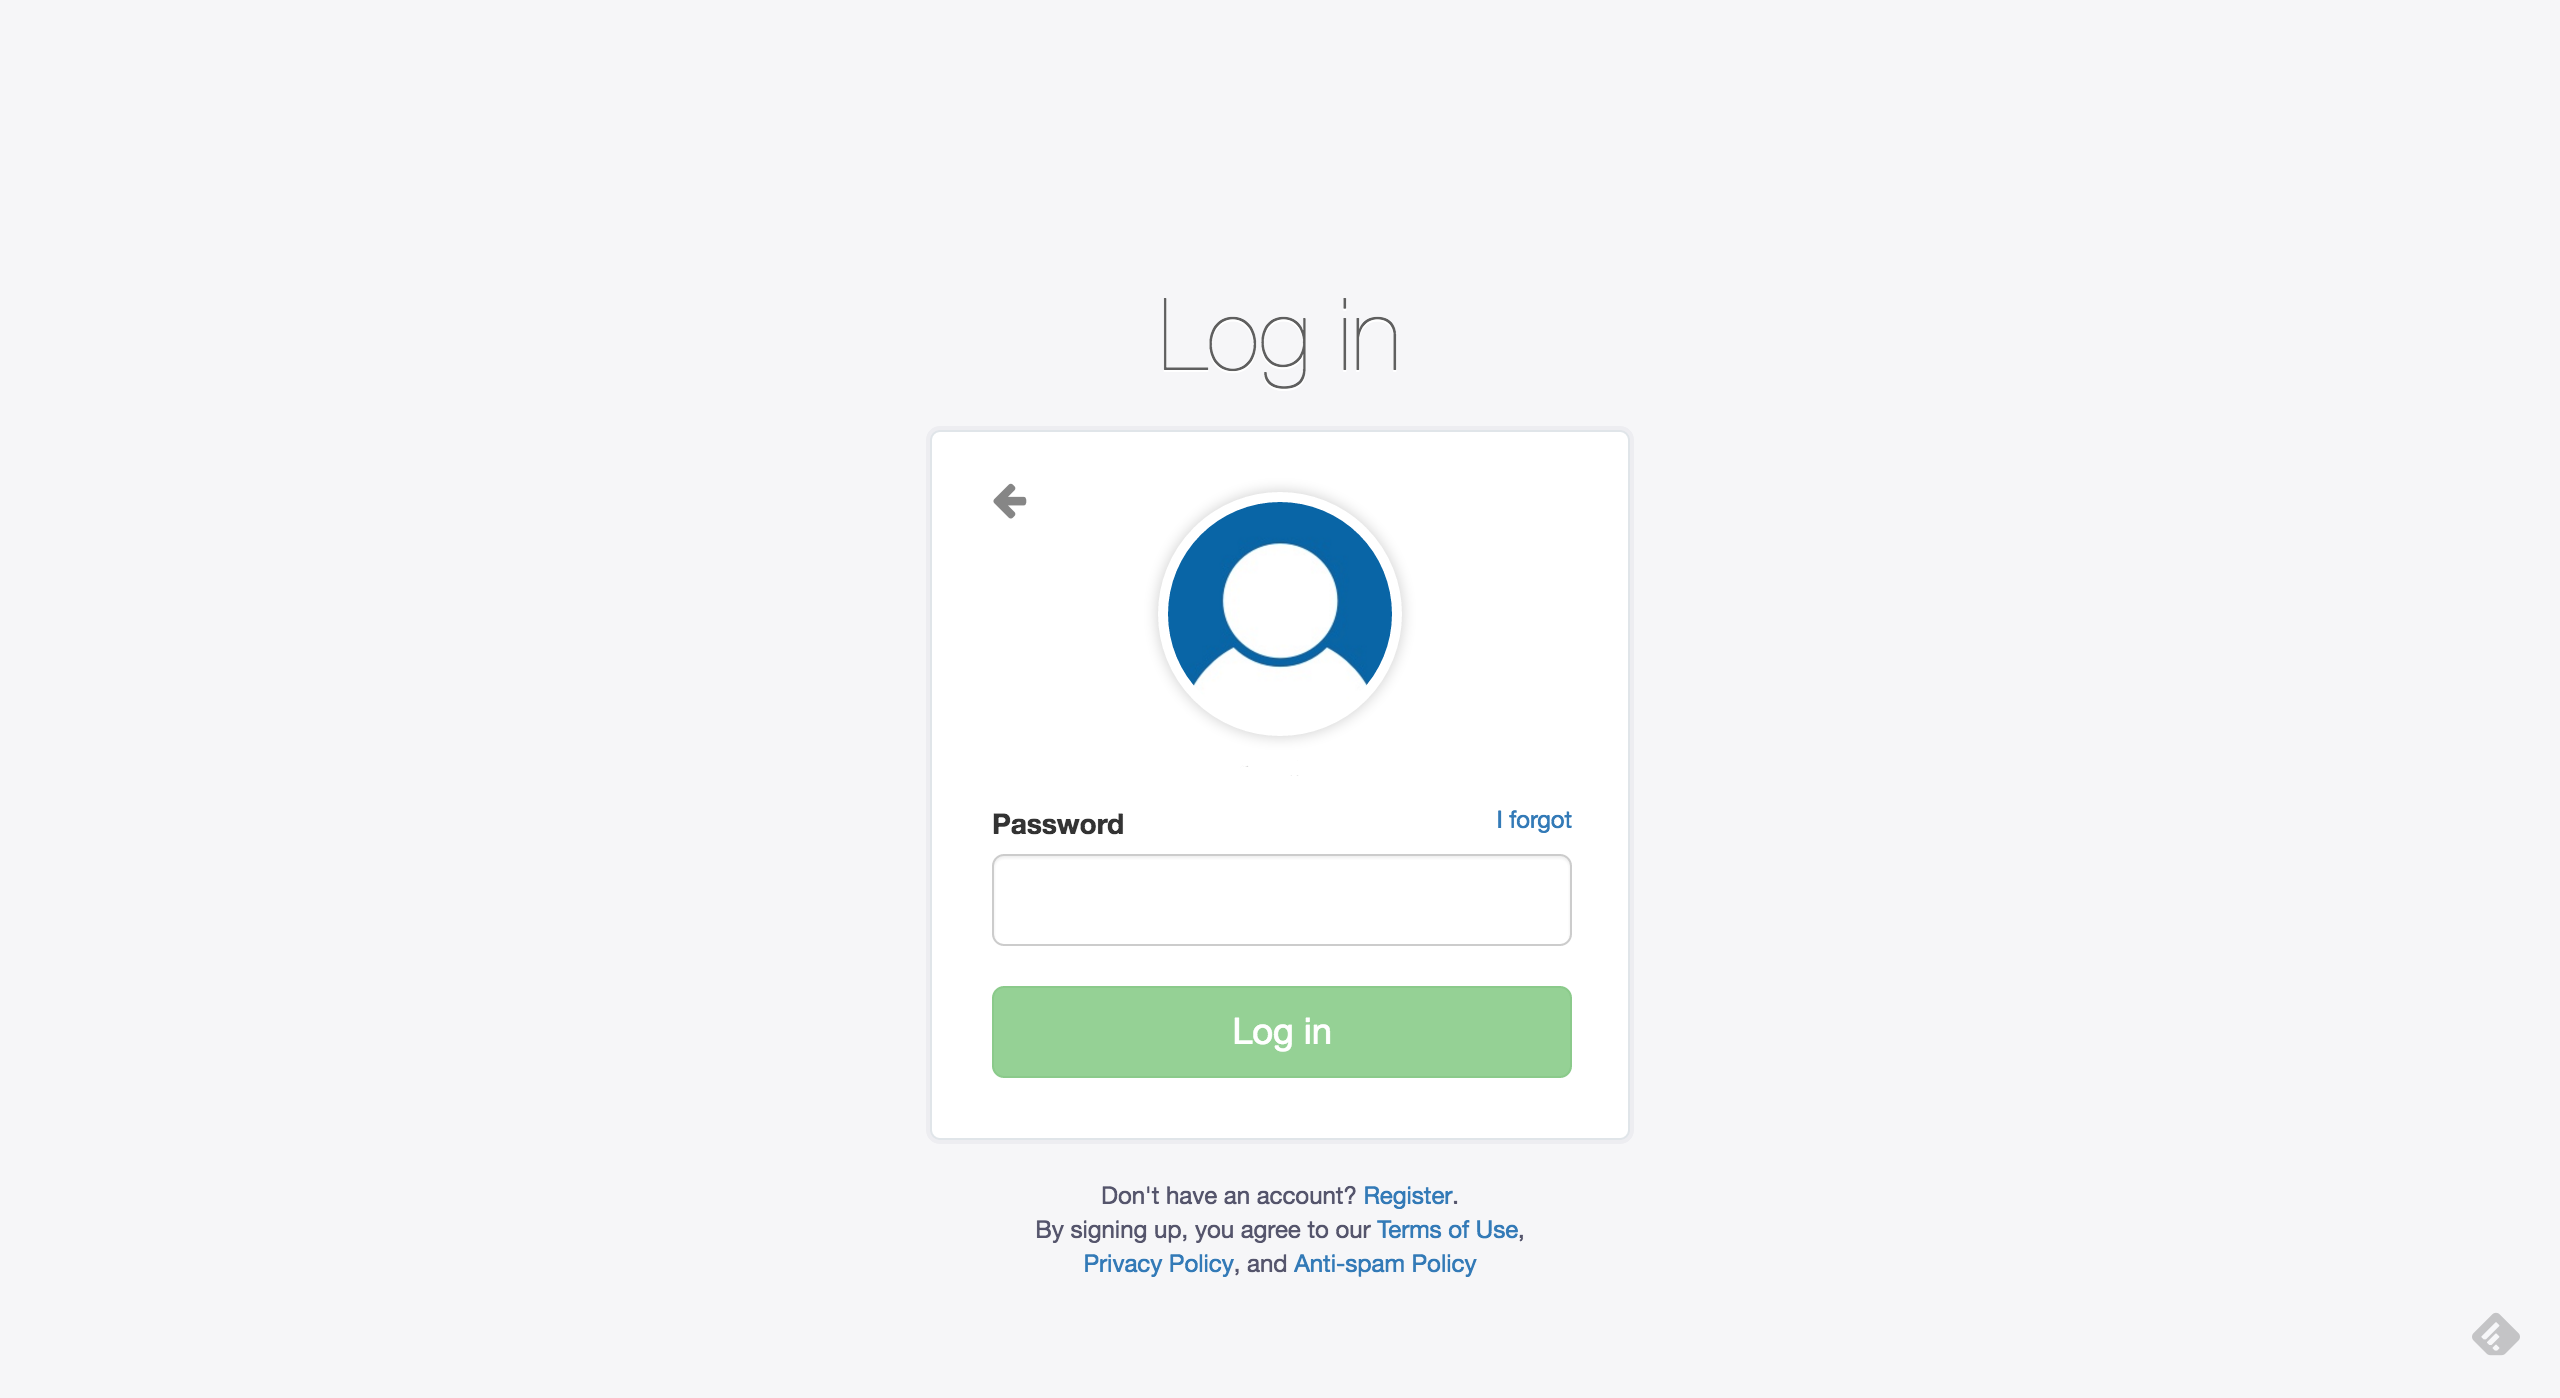 Log in
Password
I forgot
Log in
Don't have an account? Register.
By signing up, you agree to our Terms of Use,
Privacy Policy, and Anti-spam Policy